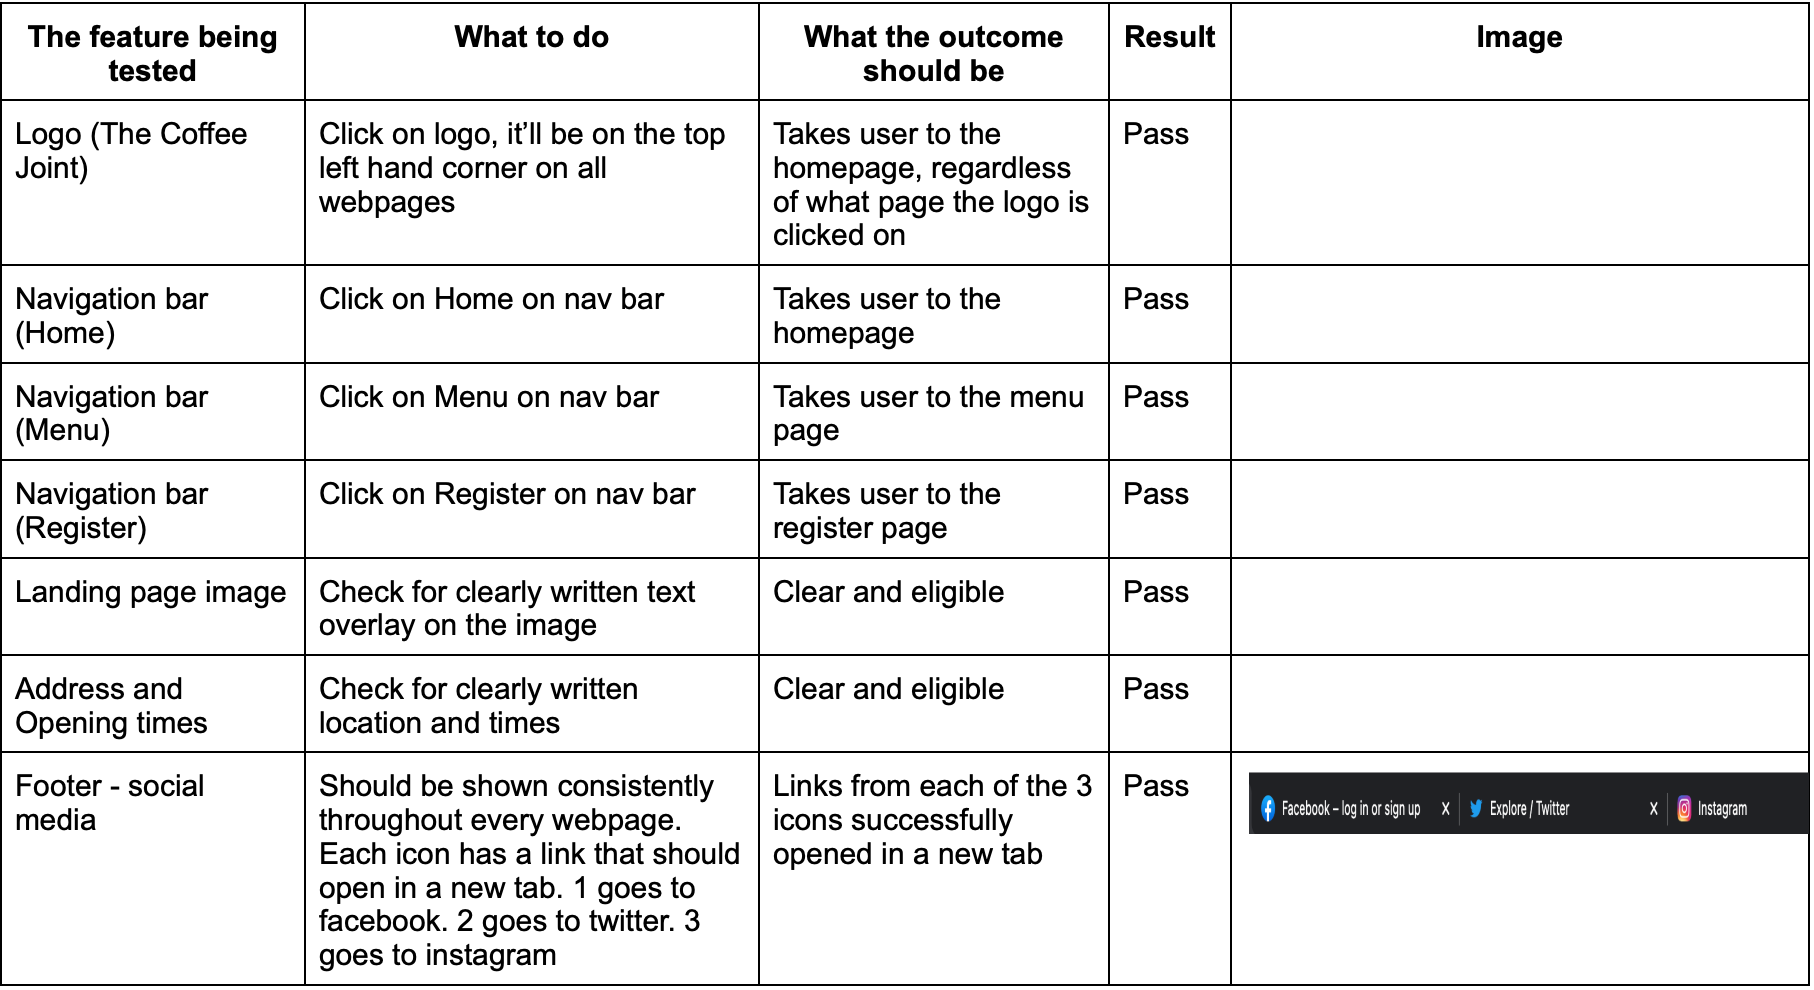 The feature being
tested
What to do
What the outcome
should be
Result
Image
Logo (The Coffee
Joint)
Click on logo, it’ll be on the top
left hand corner on all
webpages
Takes user to the
homepage, regardless
of what page the logo is
clicked on
Pass
Navigation bar
(Home)
Click on Home on nav bar
Takes user to the
homepage
Pass
Navigation bar
(Menu)
Click on Menu on nav bar
Takes user to the menu
page
Pass
Navigation bar
(Register)
Click on Register on nav bar
Takes user to the
register page
Pass
Landing page image
Check for clearly written text
overlay on the image
Clear and eligible
Pass
Address and
Opening times
Check for clearly written
location and times
Clear and eligible
Pass
Footer - social
media
Should be shown consistently
throughout every webpage.
Each icon has a link that should
open in a new tab. 1 goes to
facebook. 2 goes to twitter. 3
goes to instagram
Links from each of the 3
icons successfully
opened in a new tab
Pass
Facebook – log in or sign up
Explore / Twitter
Instagram